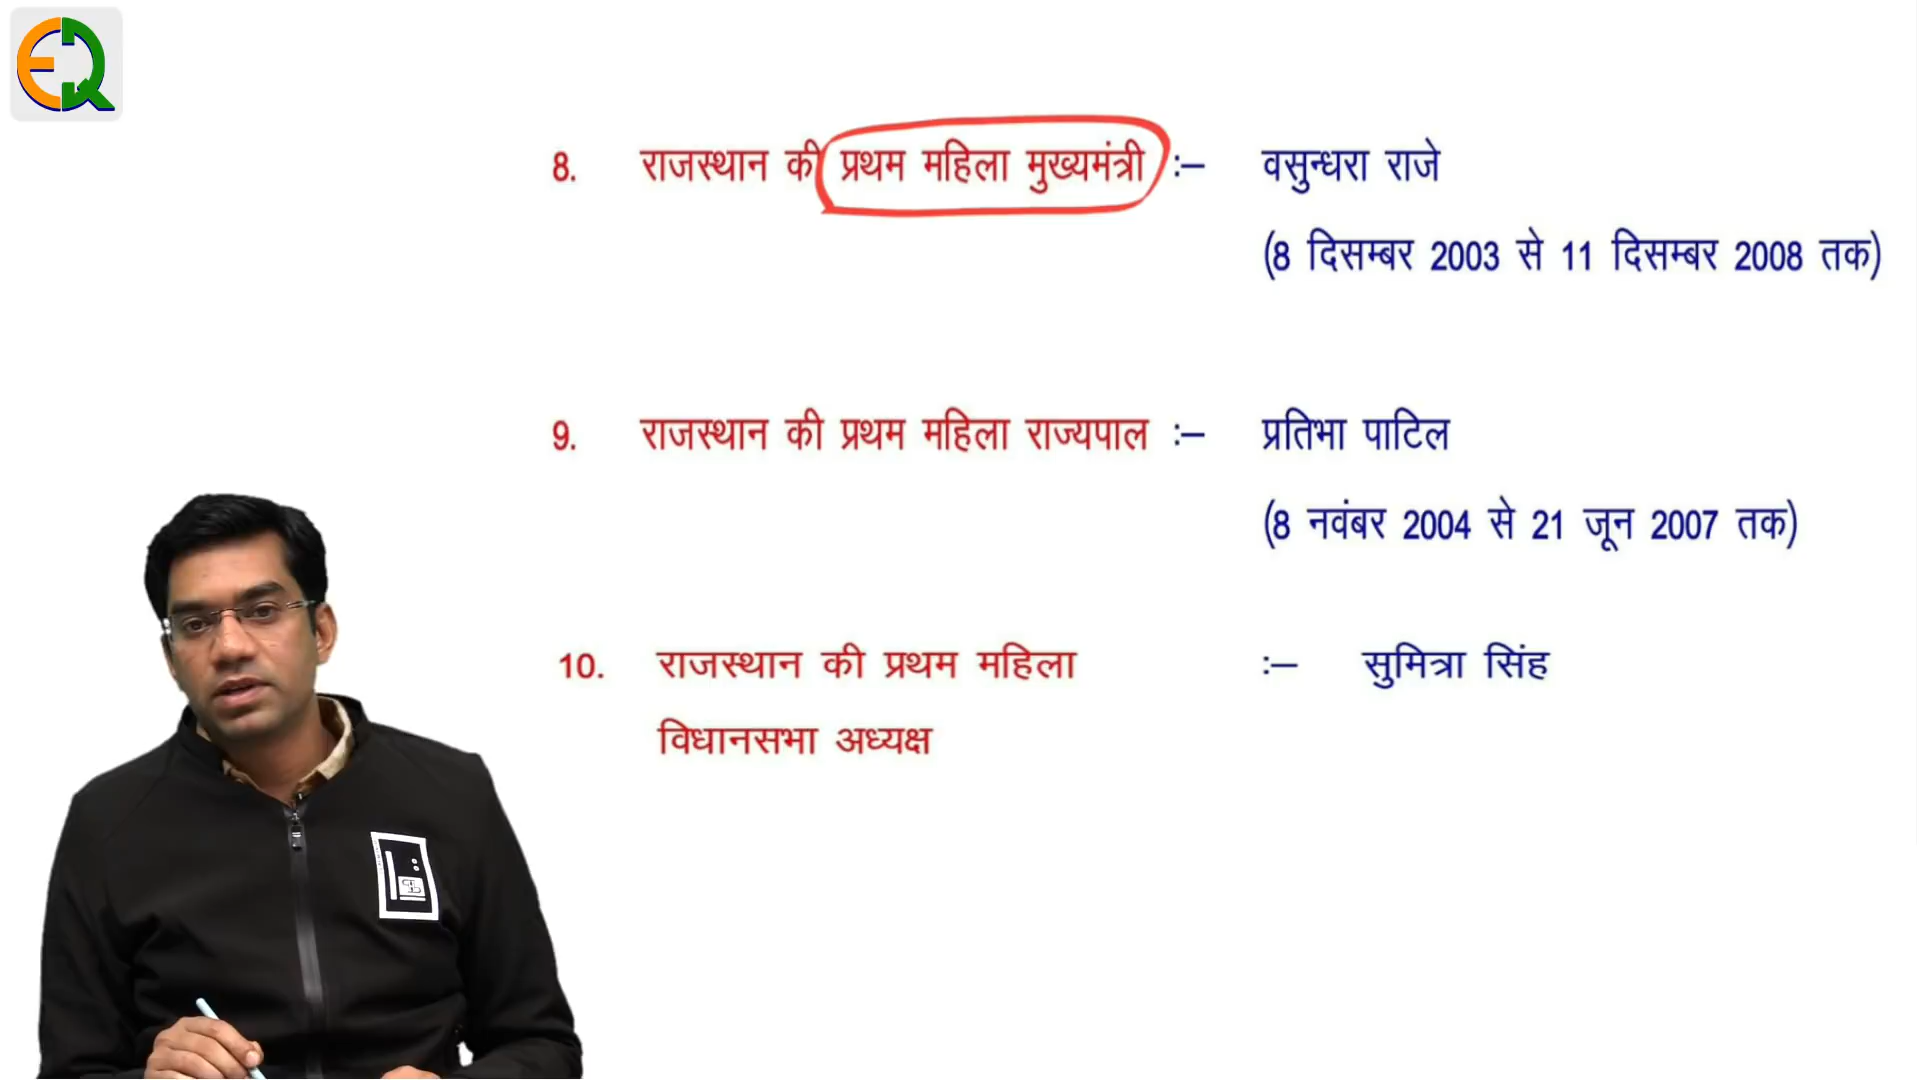 EQ
8. राजस्थान की प्रथम महिला मुख्यमंत्री :– वसुन्धरा राजे
(8 दिसम्बर 2003 से 11 दिसम्बर 2008 तक)
9. राजस्थान की प्रथम महिला राज्यपाल :– प्रतिभा पाटिल
(8 नवंबर 2004 से 21 जून 2007 तक)
10. राजस्थान की प्रथम महिला :– सुमित्रा सिंह
विधानसभा अध्यक्ष